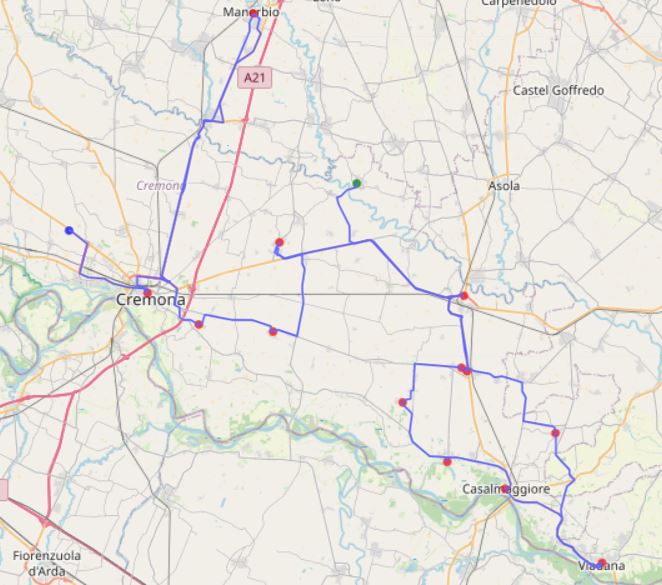 Carpenedolo
Manerbio
A21
Castel Goffredo
Cremona
Asola
Cremona
Casalmaggiore
Viadana
Fiorenzuola
d'Arda